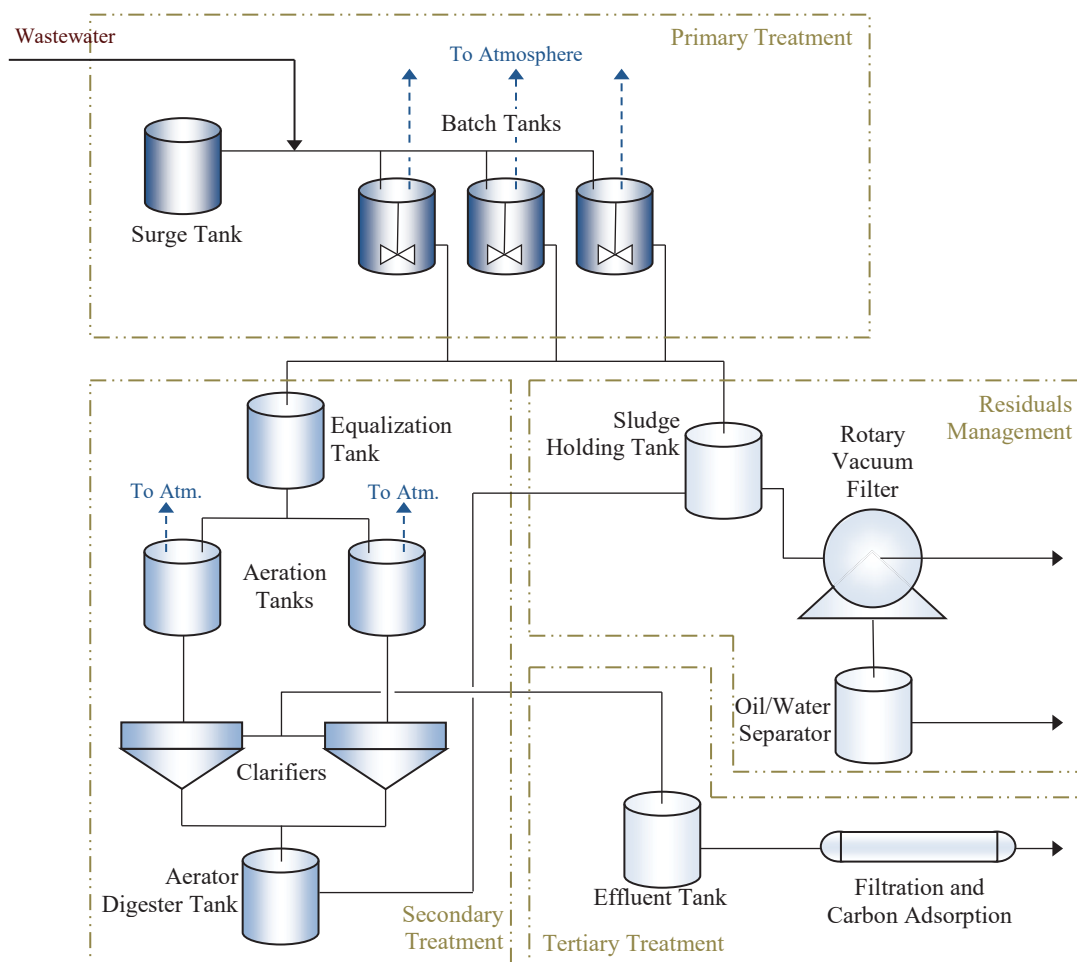 Wastewater
Primary Treatment
To Atmosphere
Batch Tanks
Surge Tank
Equalization
Tank
Sludge
Holding Tank
Residuals
Management
Rotary
Vacuum
Filter
To Atm.
To Atm.
Aeration
Tanks
Oil/Water
Separator
Clarifiers
Aerator
Digester Tank
Secondary
Treatment
Effluent Tank
Tertiary Treatment
Filtration and
Carbon Adsorption